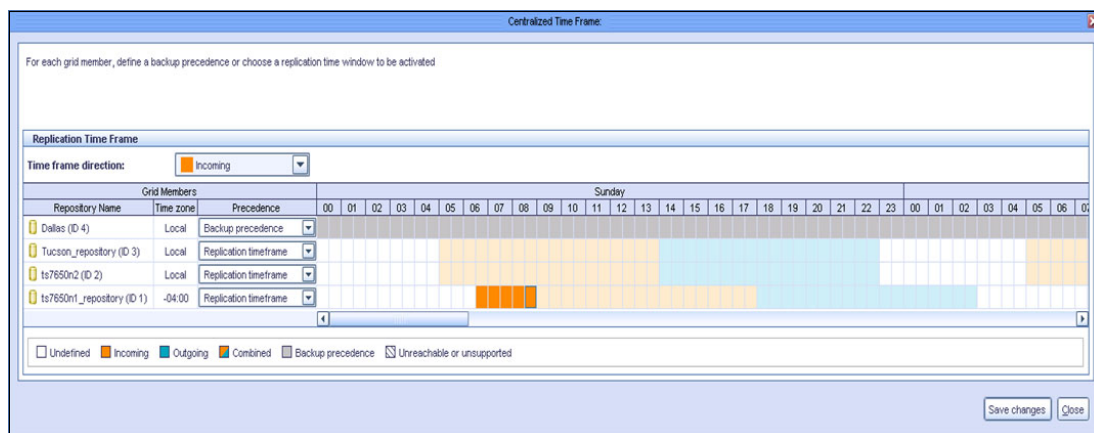 Centralized Time Frame:
For each grid member, define a backup precedence or choose a replication time window to be activated
Replication Time Frame
Time frame direction: Incoming
Grid Members Sunday
Repository Name Time zone Precedence 00 01 02 03 04 05 06 07 08 09 10 11 12 13 14 15 16 17 18 19 20 21 22 23 00 01 02 03 04 05 06
Dallas (ID 4) Local Backup precedence
Tucson_repository (ID 3) Local Replication timeframe
ts7650n2 (ID 2) Local Replication timeframe
ts7650n1_repository (ID 1) -04:00 Replication timeframe
Undefined Incoming Outgoing Combined Backup precedence Unreachable or unsupported
Save changes Close